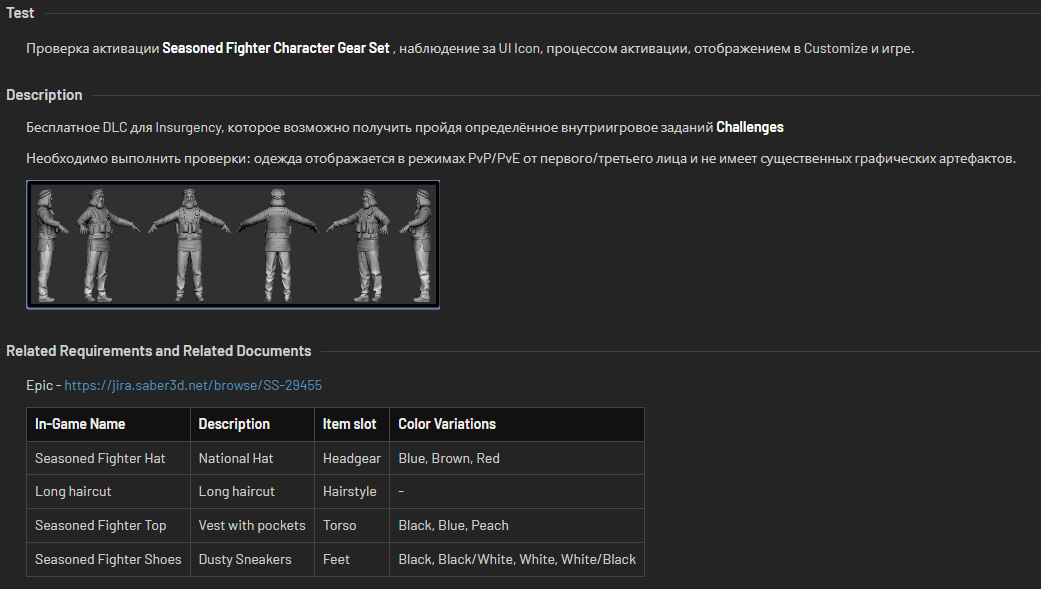 Test
Проверка активации Seasoned Fighter Character Gear Set , наблюдение за UI Icon, процессом активации, отображением в Customize и игре.
Description
Бесплатное DLC для Insurgency, которое возможно получить пройдя определённое внутриигровое заданий Challenges
Необходимо выполнить проверки: одежда отображается в режимах PvP/PvE от первого/третьего лица и не имеет существенных графических артефактов.
Related Requirements and Related Documents
Epic - https://jira.saber3d.net/browse/SS-29455
In-Game Name Description Item slot Color Variations
Seasoned Fighter Hat National Hat Headgear Blue, Brown, Red
Long haircut Long haircut Hairstyle -
Seasoned Fighter Top Vest with pockets Torso Black, Blue, Peach
Seasoned Fighter Shoes Dusty Sneakers Feet Black, Black/White, White, White/Black